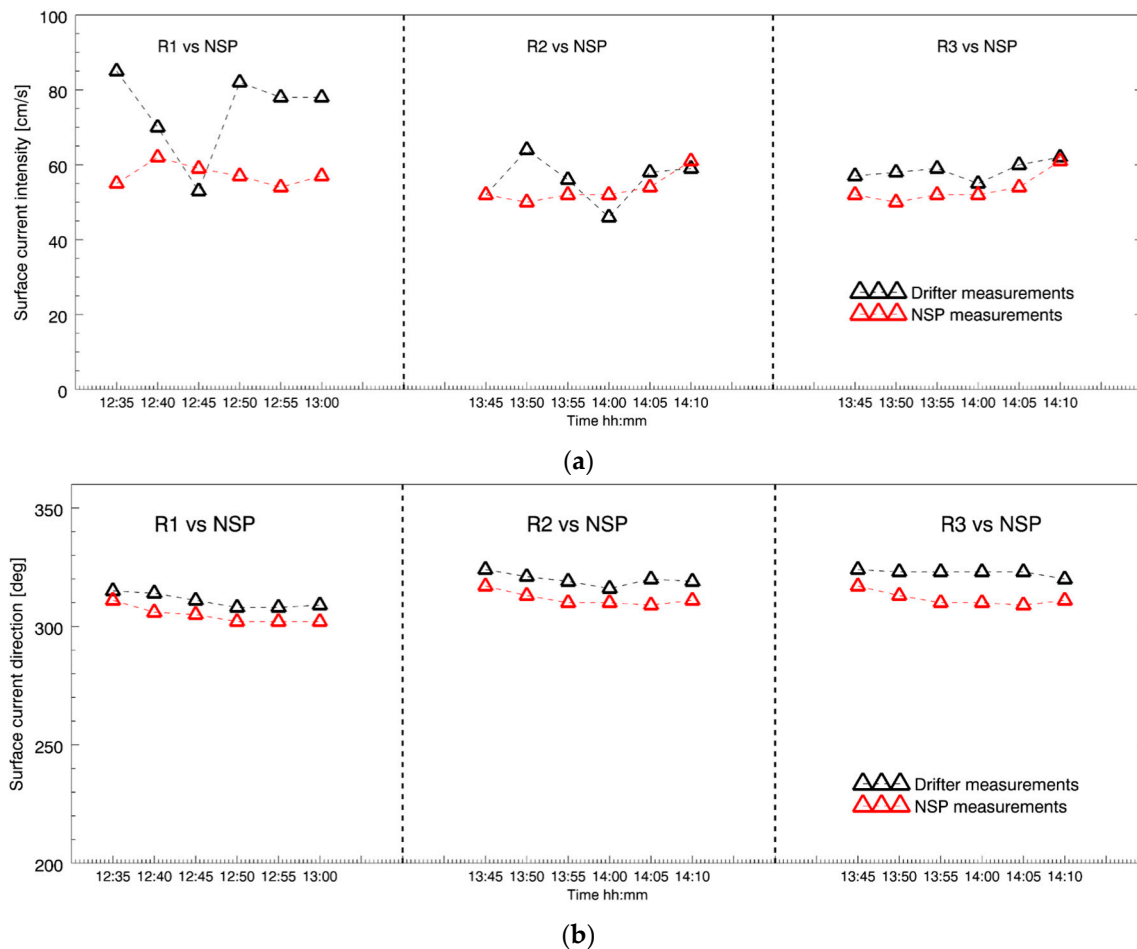 100
80
60
40
20
0
Surface current intensity [cm/s]
R1 vs NSP
R2 vs NSP
R3 vs NSP
Drifter measurements
NSP measurements
12:35 12:40 12:45 12:50 12:55 13:00
13:45 13:50 13:55 14:00 14:05 14:10
13:45 13:50 13:55 14:00 14:05 14:10
Time hh:mm
Time hh:mm
(a)
350
300
250
200
Surface current direction [deg]
R1 vs NSP
R2 vs NSP
R3 vs NSP
Drifter measurements
NSP measurements
12:35 12:40 12:45 12:50 12:55 13:00
13:45 13:50 13:55 14:00 14:05 14:10
13:45 13:50 13:55 14:00 14:05 14:10
Time hh:mm
Time hh:mm
(b)